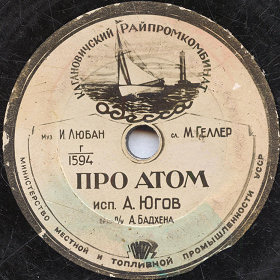 КАГАНОВИЧСКИЙ РАЙПРОМКОМБИНАТ
Муз. И. ЛЮБАН сл. М. ГЕЛЛЕР
Г
1594
ПРО АТОМ
исп. А. ЮГОВ
п/у А. БАДХЕНА
МИНИСТЕРСТВО МЕСТНОЙ И ТОПЛИВНОЙ ПРОМЫШЛЕННОСТИ УССР